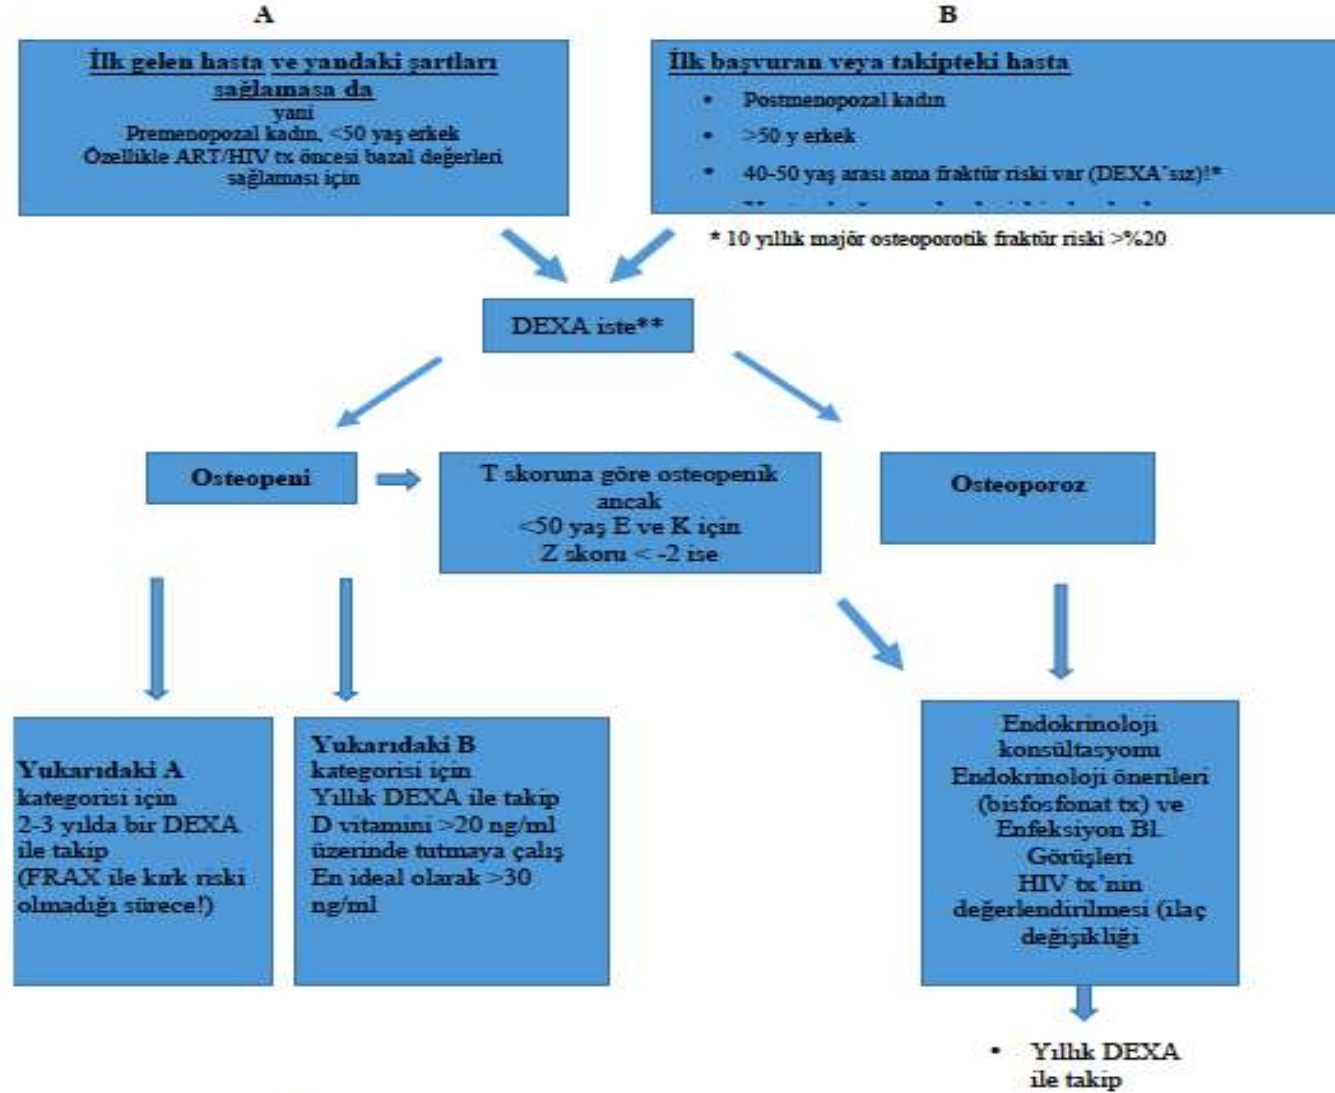 A
İlk gelen hasta ve yandaki şartları
sağlamasa da
yani
Premenopozal kadın, <50 yaş erkek
Özellikle ART/HIV tx öncesi bazal değerleri
sağlaması için
B
İlk başvuran veya takipteki hasta
• Postmenopozal kadın
• >50 y erkek
• 40-50 yaş arası ama fraktür riski var (DEXA'sız)!*
* 10 yıllık majör osteoporotik fraktür riski >%20
DEXA iste**
Osteopeni
T skoruna göre osteopenik
ancak
<50 yaş E ve K için
Z skoru < -2 ise
Osteoporoz
Yukarıdaki A
kategorisi için
2-3 yılda bir DEXA
ile takip
(FRAX ile kırk riski
olmadığı sürece!)
Yukarıdaki B
kategorisi için
Yıllık DEXA ile takip
D vitamini >20 ng/ml
üzerinde tutmaya çalış
En ideal olarak >30
ng/ml
Endokrinoloji
konsültasyonu
Endokrinoloji önerileri
(bisfosfonat tx) ve
Enfeksiyon Bl.
Görüşleri
HIV tx'nin
değerlendirilmesi (ilaç
değişikliği
• Yıllık DEXA
ile takip